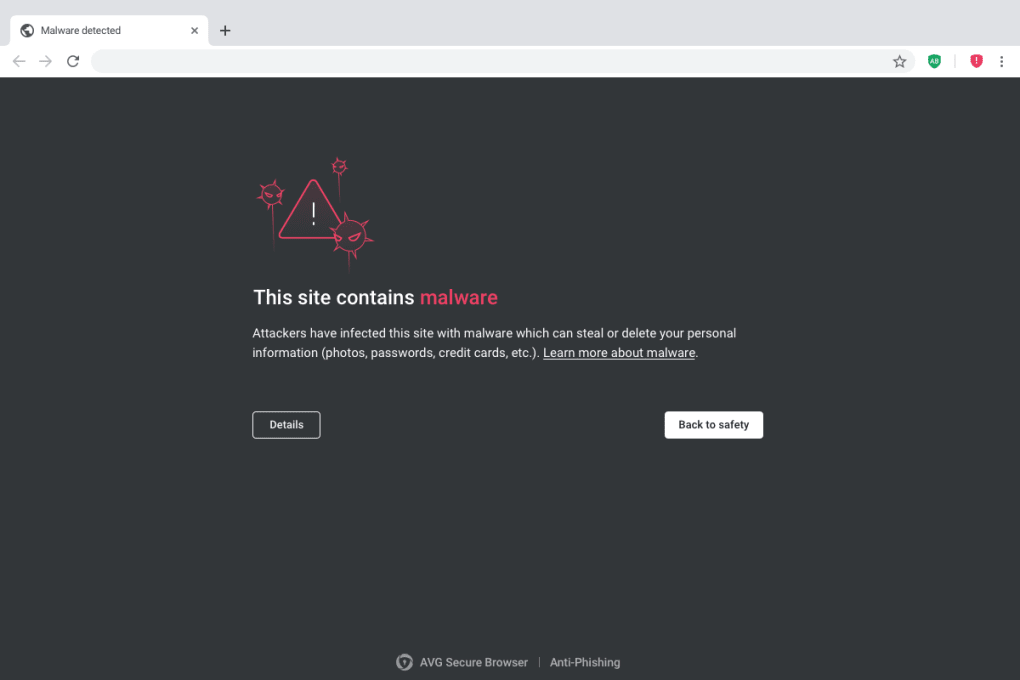 Malware detected
AB
!
!
This site contains malware
Attackers have infected this site with malware which can steal or delete your personal
information (photos, passwords, credit cards, etc.). Learn more about malware.
Details
Back to safety
AVG Secure Browser | Anti-Phishing